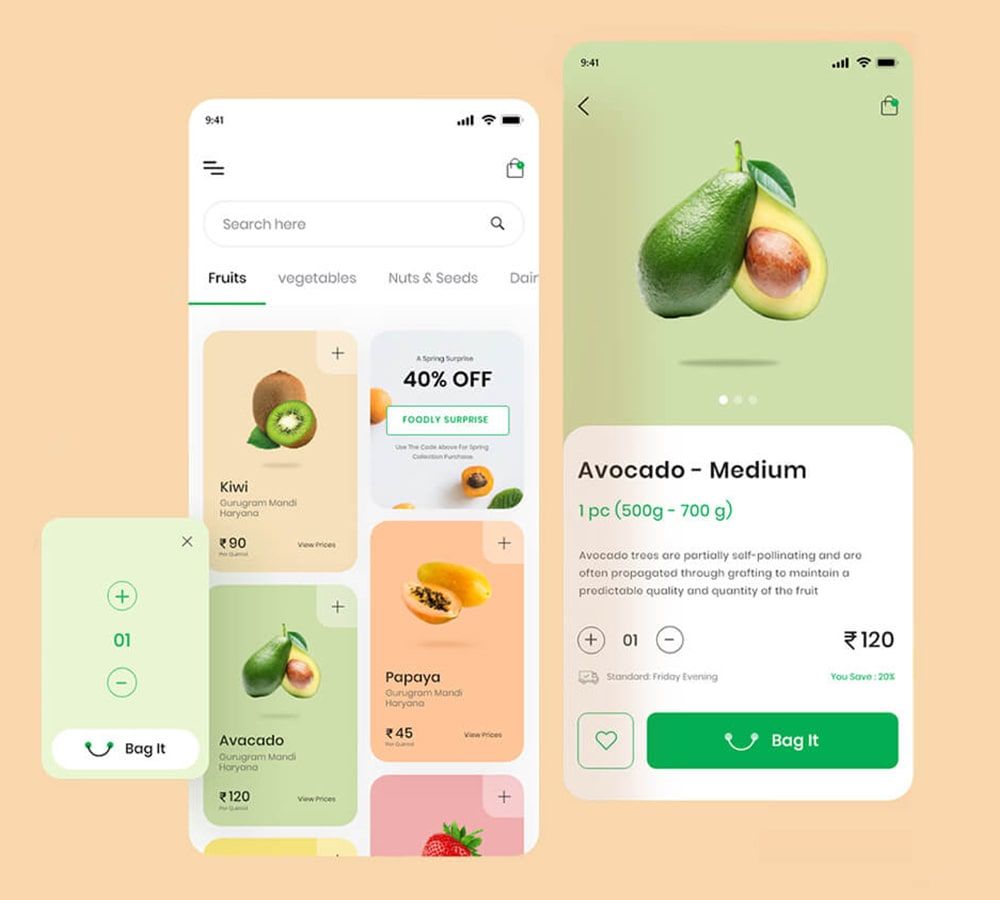 9:41
Search here
Fruits
vegetables
Nuts & Seeds
Dair
Kiwi
Gurugram Mandi
Haryana
₹90
Per Quintal
View Prices
A Spring Surprise
40% OFF
FOODLY SURPRISE
Use The Code Above For Spring
Collection Purchase.
Avacado
Gurugram Mandi
Haryana
₹120
Per Quintal
View Prices
Papaya
Gurugram Mandi
Haryana
₹45
Per Quintal
View Prices
01
Bag It
9:41
Avocado - Medium
1 pc (500g - 700 g)
Avocado trees are partially self-pollinating and are
often propagated through grafting to maintain a
predictable quality and quantity of the fruit
01
₹120
Standard: Friday Evening
You Save : 20%
Bag It